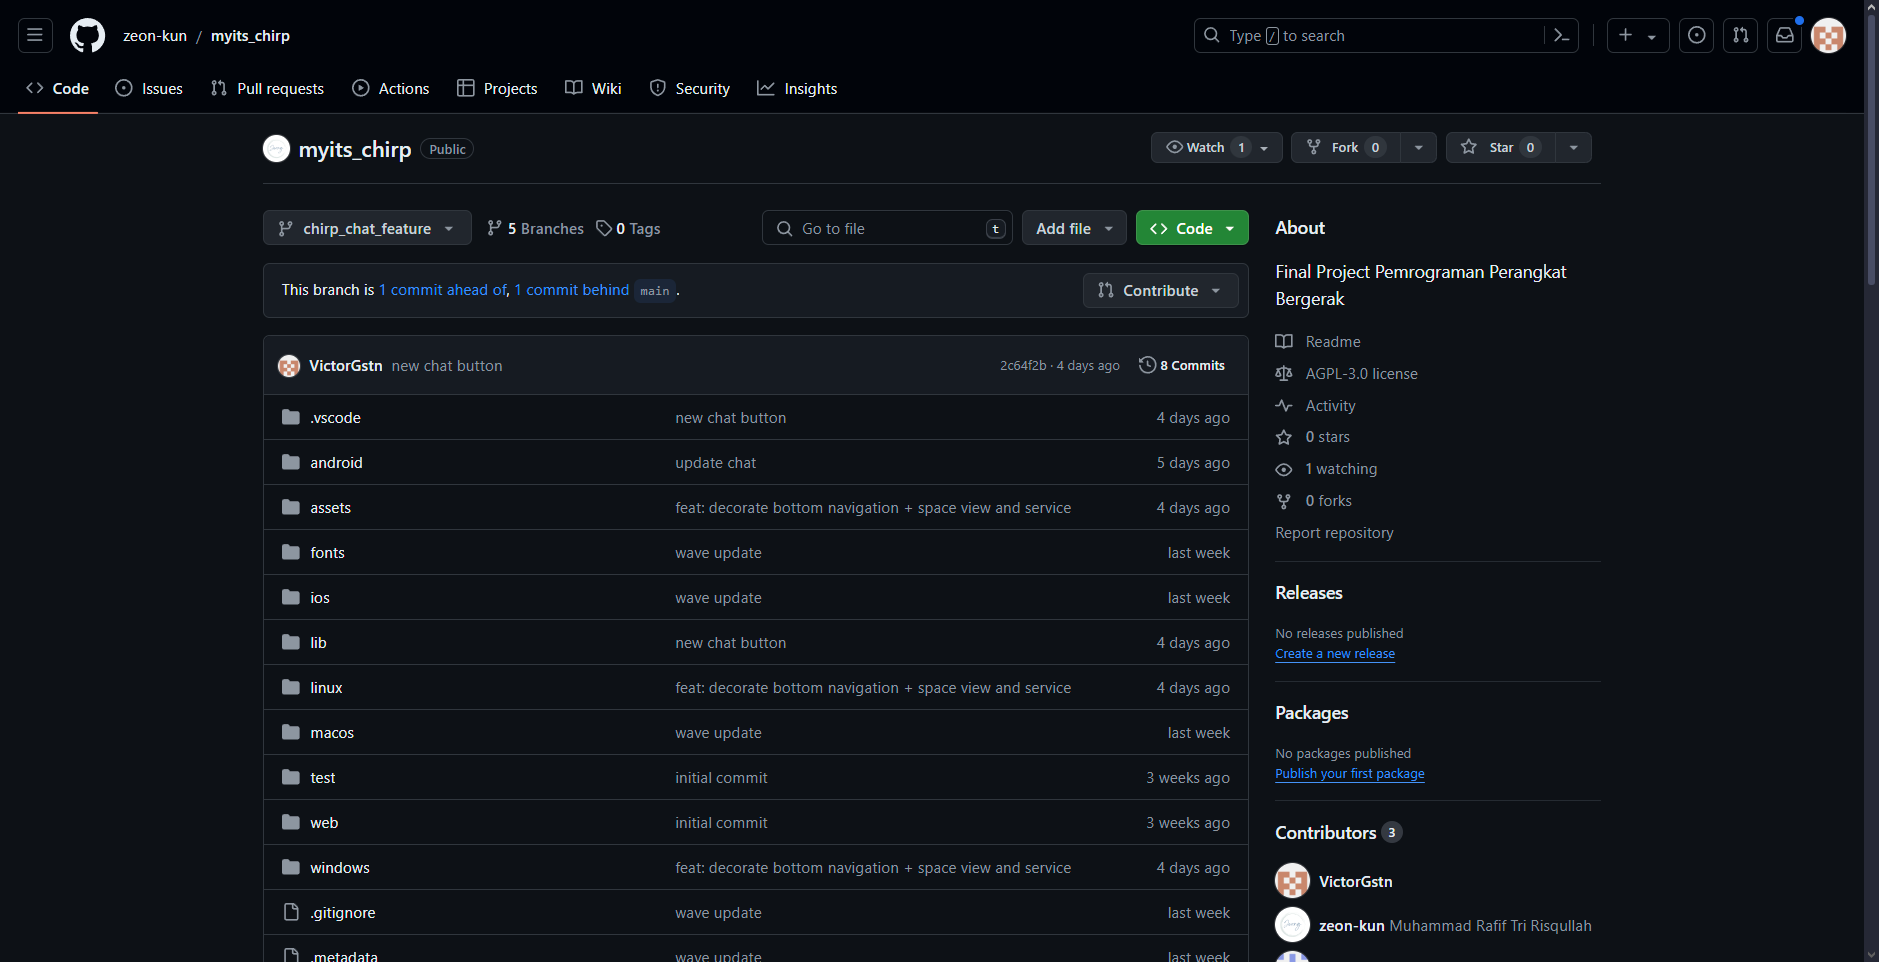 zeon-kun / myits_chirp
Type / to search
Code
Issues
Pull requests
Actions
Projects
Wiki
Security
Insights
myits_chirp Public
Watch 1
Fork 0
Star 0
chirp_chat_feature
5 Branches
0 Tags
Go to file t
Add file
Code
This branch is 1 commit ahead of, 1 commit behind main .
Contribute
VictorGstn new chat button 2c64f2b · 4 days ago 8 Commits
.vscode new chat button 4 days ago
android update chat 5 days ago
assets feat: decorate bottom navigation + space view and service 4 days ago
fonts wave update last week
ios wave update last week
lib new chat button 4 days ago
linux feat: decorate bottom navigation + space view and service 4 days ago
macos wave update last week
test initial commit 3 weeks ago
web initial commit 3 weeks ago
windows feat: decorate bottom navigation + space view and service 4 days ago
.gitignore wave update last week
.metadata wave update last week
About
Final Project Pemrograman Perangkat
Bergerak
Readme
AGPL-3.0 license
Activity
0 stars
1 watching
0 forks
Report repository
Releases
No releases published
Create a new release
Packages
No packages published
Publish your first package
Contributors 3
VictorGstn
zeon-kun Muhammad Rafif Tri Risqullah